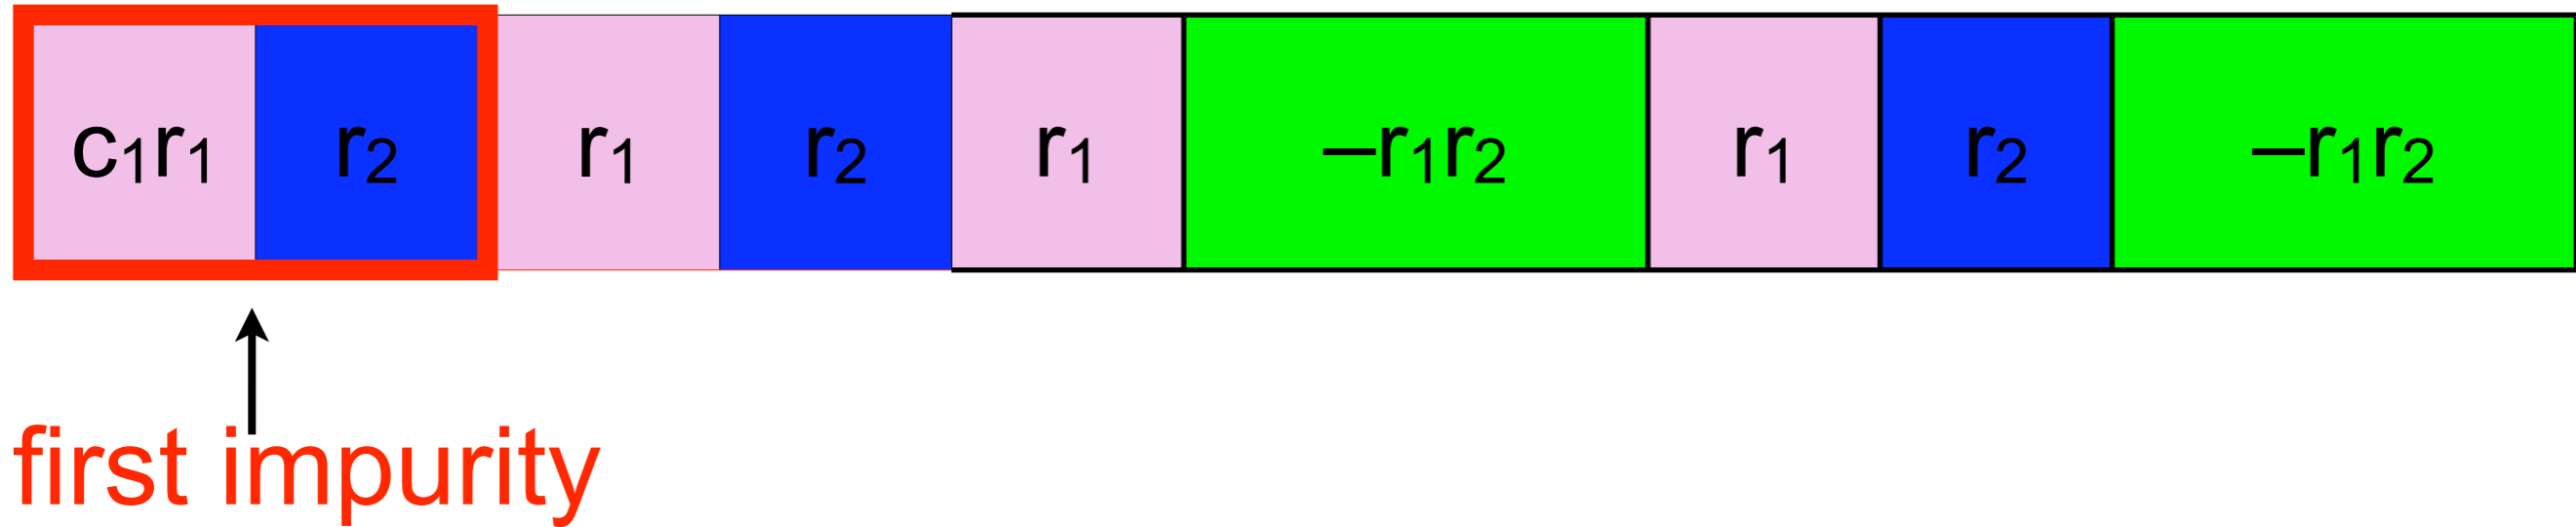 c₁r₁ r₂ r₁ r₂ r₁ –r₁r₂ r₁ r₂ –r₁r₂
first impurity